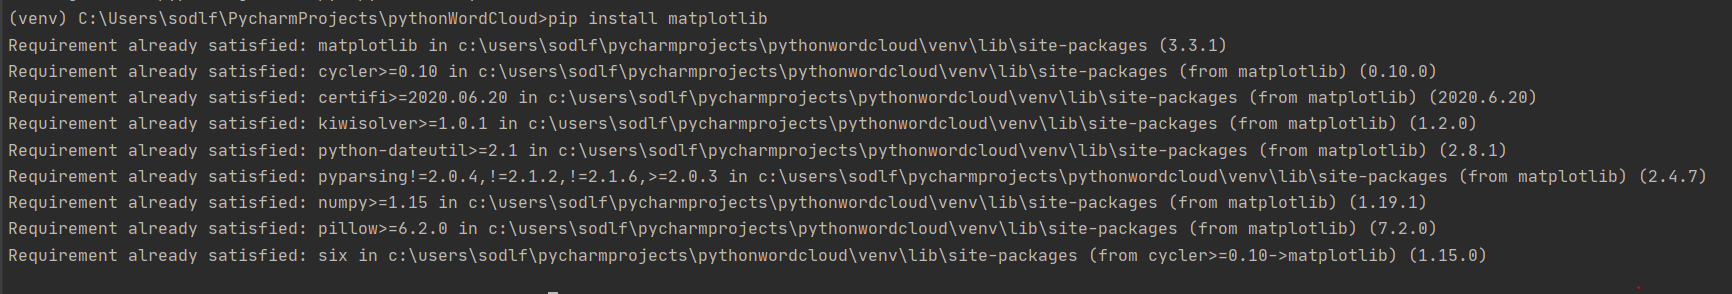 (venv) C:\Users\sodlf\PycharmProjects\pythonWordCloud>pip install matplotlib
Requirement already satisfied: matplotlib in c:\users\sodlf\pycharmprojects\pythonwordcloud\venv\lib\site-packages (3.3.1)
Requirement already satisfied: cycler>=0.10 in c:\users\sodlf\pycharmprojects\pythonwordcloud\venv\lib\site-packages (from matplotlib) (0.10.0)
Requirement already satisfied: certifi>=2020.06.20 in c:\users\sodlf\pycharmprojects\pythonwordcloud\venv\lib\site-packages (from matplotlib) (2020.6.20)
Requirement already satisfied: kiwisolver>=1.0.1 in c:\users\sodlf\pycharmprojects\pythonwordcloud\venv\lib\site-packages (from matplotlib) (1.2.0)
Requirement already satisfied: python-dateutil>=2.1 in c:\users\sodlf\pycharmprojects\pythonwordcloud\venv\lib\site-packages (from matplotlib) (2.8.1)
Requirement already satisfied: pyparsing!=2.0.4,!=2.1.2,!=2.1.6,>=2.0.3 in c:\users\sodlf\pycharmprojects\pythonwordcloud\venv\lib\site-packages (from matplotlib) (2.4.7)
Requirement already satisfied: numpy>=1.15 in c:\users\sodlf\pycharmprojects\pythonwordcloud\venv\lib\site-packages (from matplotlib) (1.19.1)
Requirement already satisfied: pillow>=6.2.0 in c:\users\sodlf\pycharmprojects\pythonwordcloud\venv\lib\site-packages (from matplotlib) (7.2.0)
Requirement already satisfied: six in c:\users\sodlf\pycharmprojects\pythonwordcloud\venv\lib\site-packages (from cycler>=0.10->matplotlib) (1.15.0)